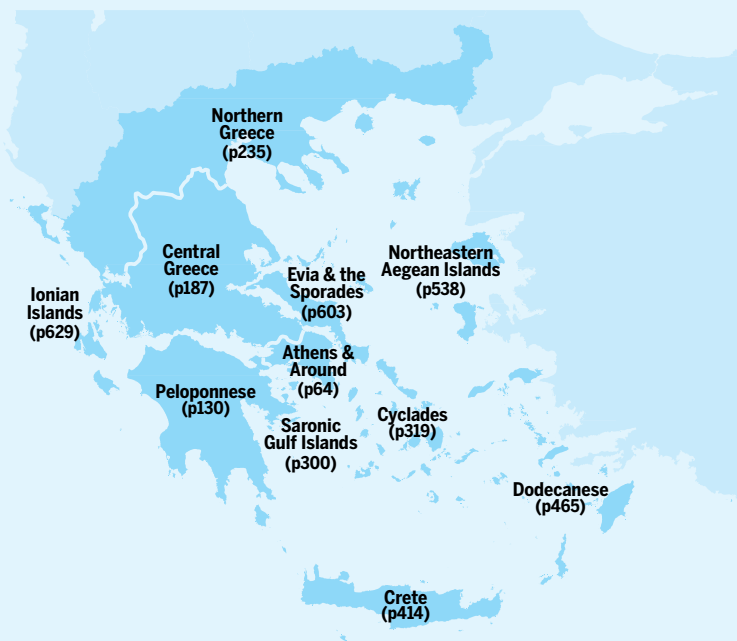 Northern
Greece
(p235)
Central
Greece
(p187)
Northeastern
Aegean Islands
(p538)
Evia & the
Sporades
(p603)
Ionian
Islands
(p629)
Athens &
Around
(p64)
Peloponnese
(p130)
Cyclades
(p319)
Saronic
Gulf Islands
(p300)
Dodecanese
(p465)
Crete
(p414)